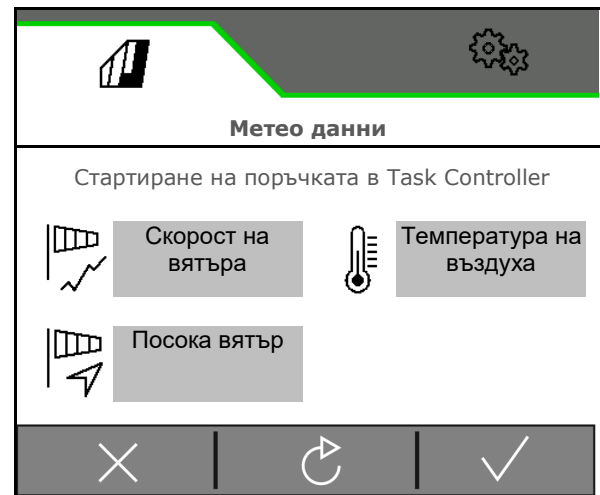 Метео данни
Стартиране на поръчката в Task Controller
Скорост на
вятъра
Температура на
въздуха
Посока вятър